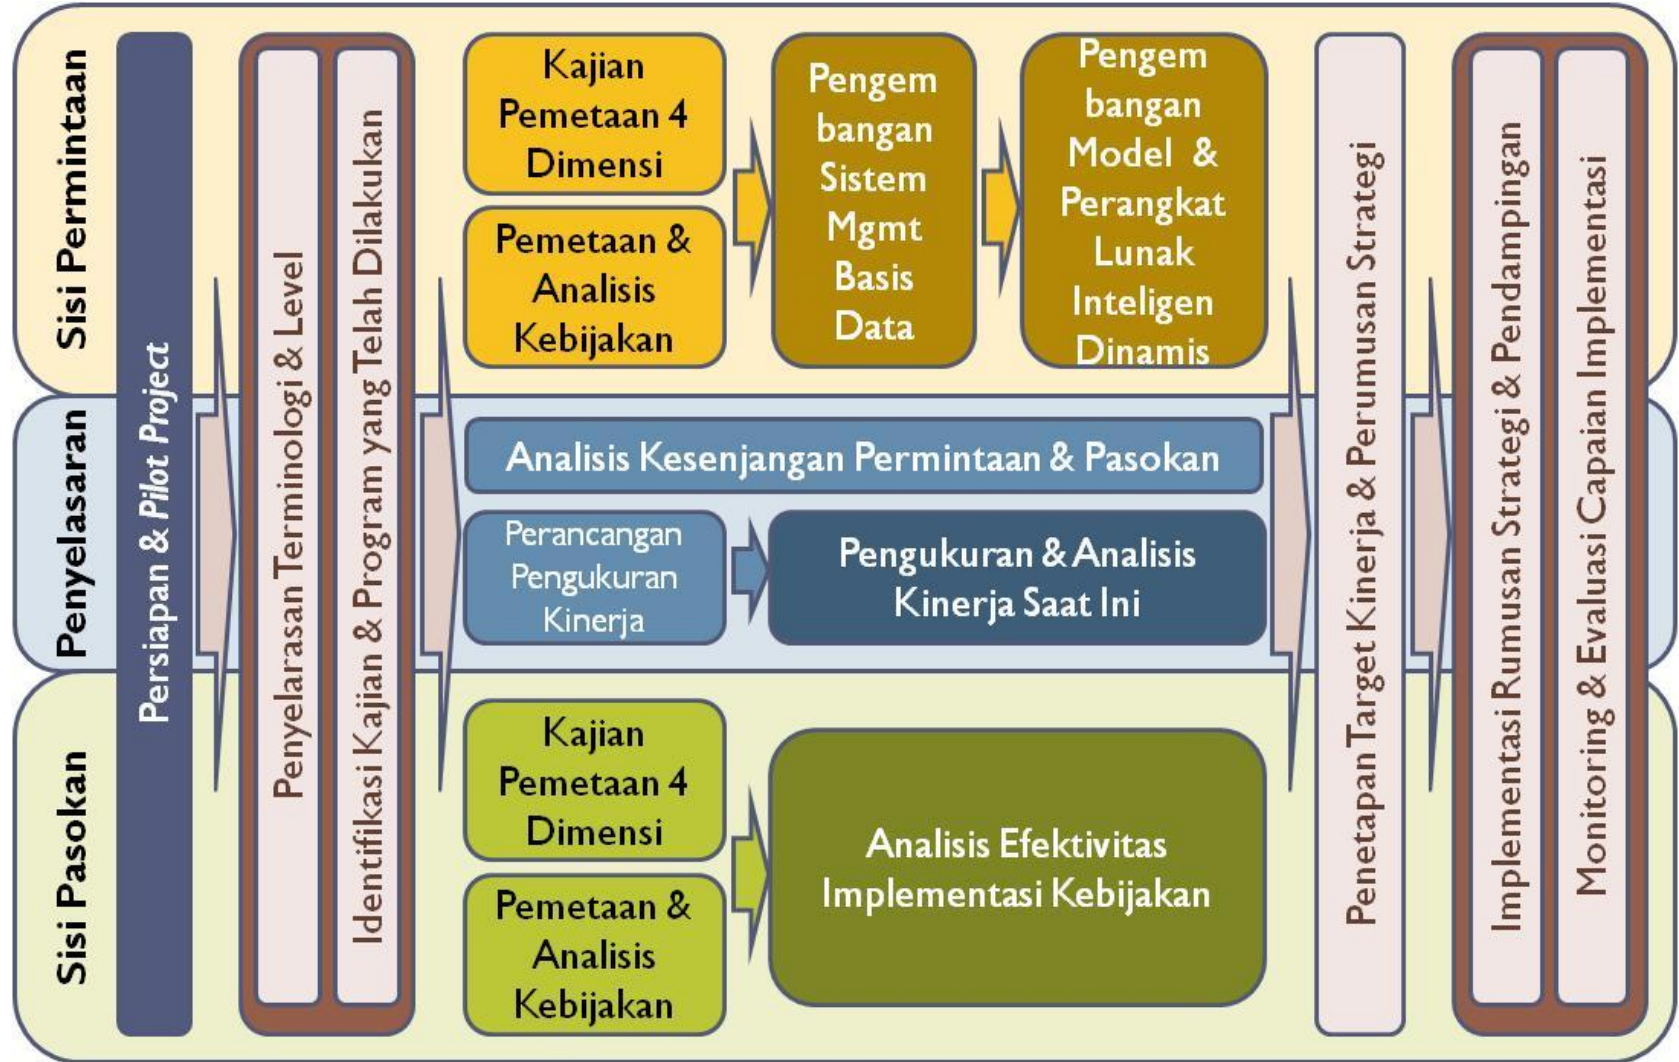 Sisi Permintaan
Penyelasaran
Sisi Pasokan
Persiapan & Pilot Project
Penyelarasan Terminologi & Level
Identifikasi Kajian & Program yang Telah Dilakukan
Kajian
Pemetaan 4
Dimensi
Pemetaan &
Analisis
Kebijakan
Pengem
bangan
Sistem
Mgmt
Basis
Data
Pengem
bangan
Model &
Perangkat
Lunak
Inteligen
Dinamis
Analisis Kesenjangan Permintaan & Pasokan
Perancangan
Pengukuran
Kinerja
Pengukuran & Analisis
Kinerja Saat Ini
Kajian
Pemetaan 4
Dimensi
Pemetaan &
Analisis
Kebijakan
Analisis Efektivitas
Implementasi Kebijakan
Penetapan Target Kinerja & Perumusan Strategi
Implementasi Rumusan Strategi & Pendampingan
Monitoring & Evaluasi Capaian Implementasi